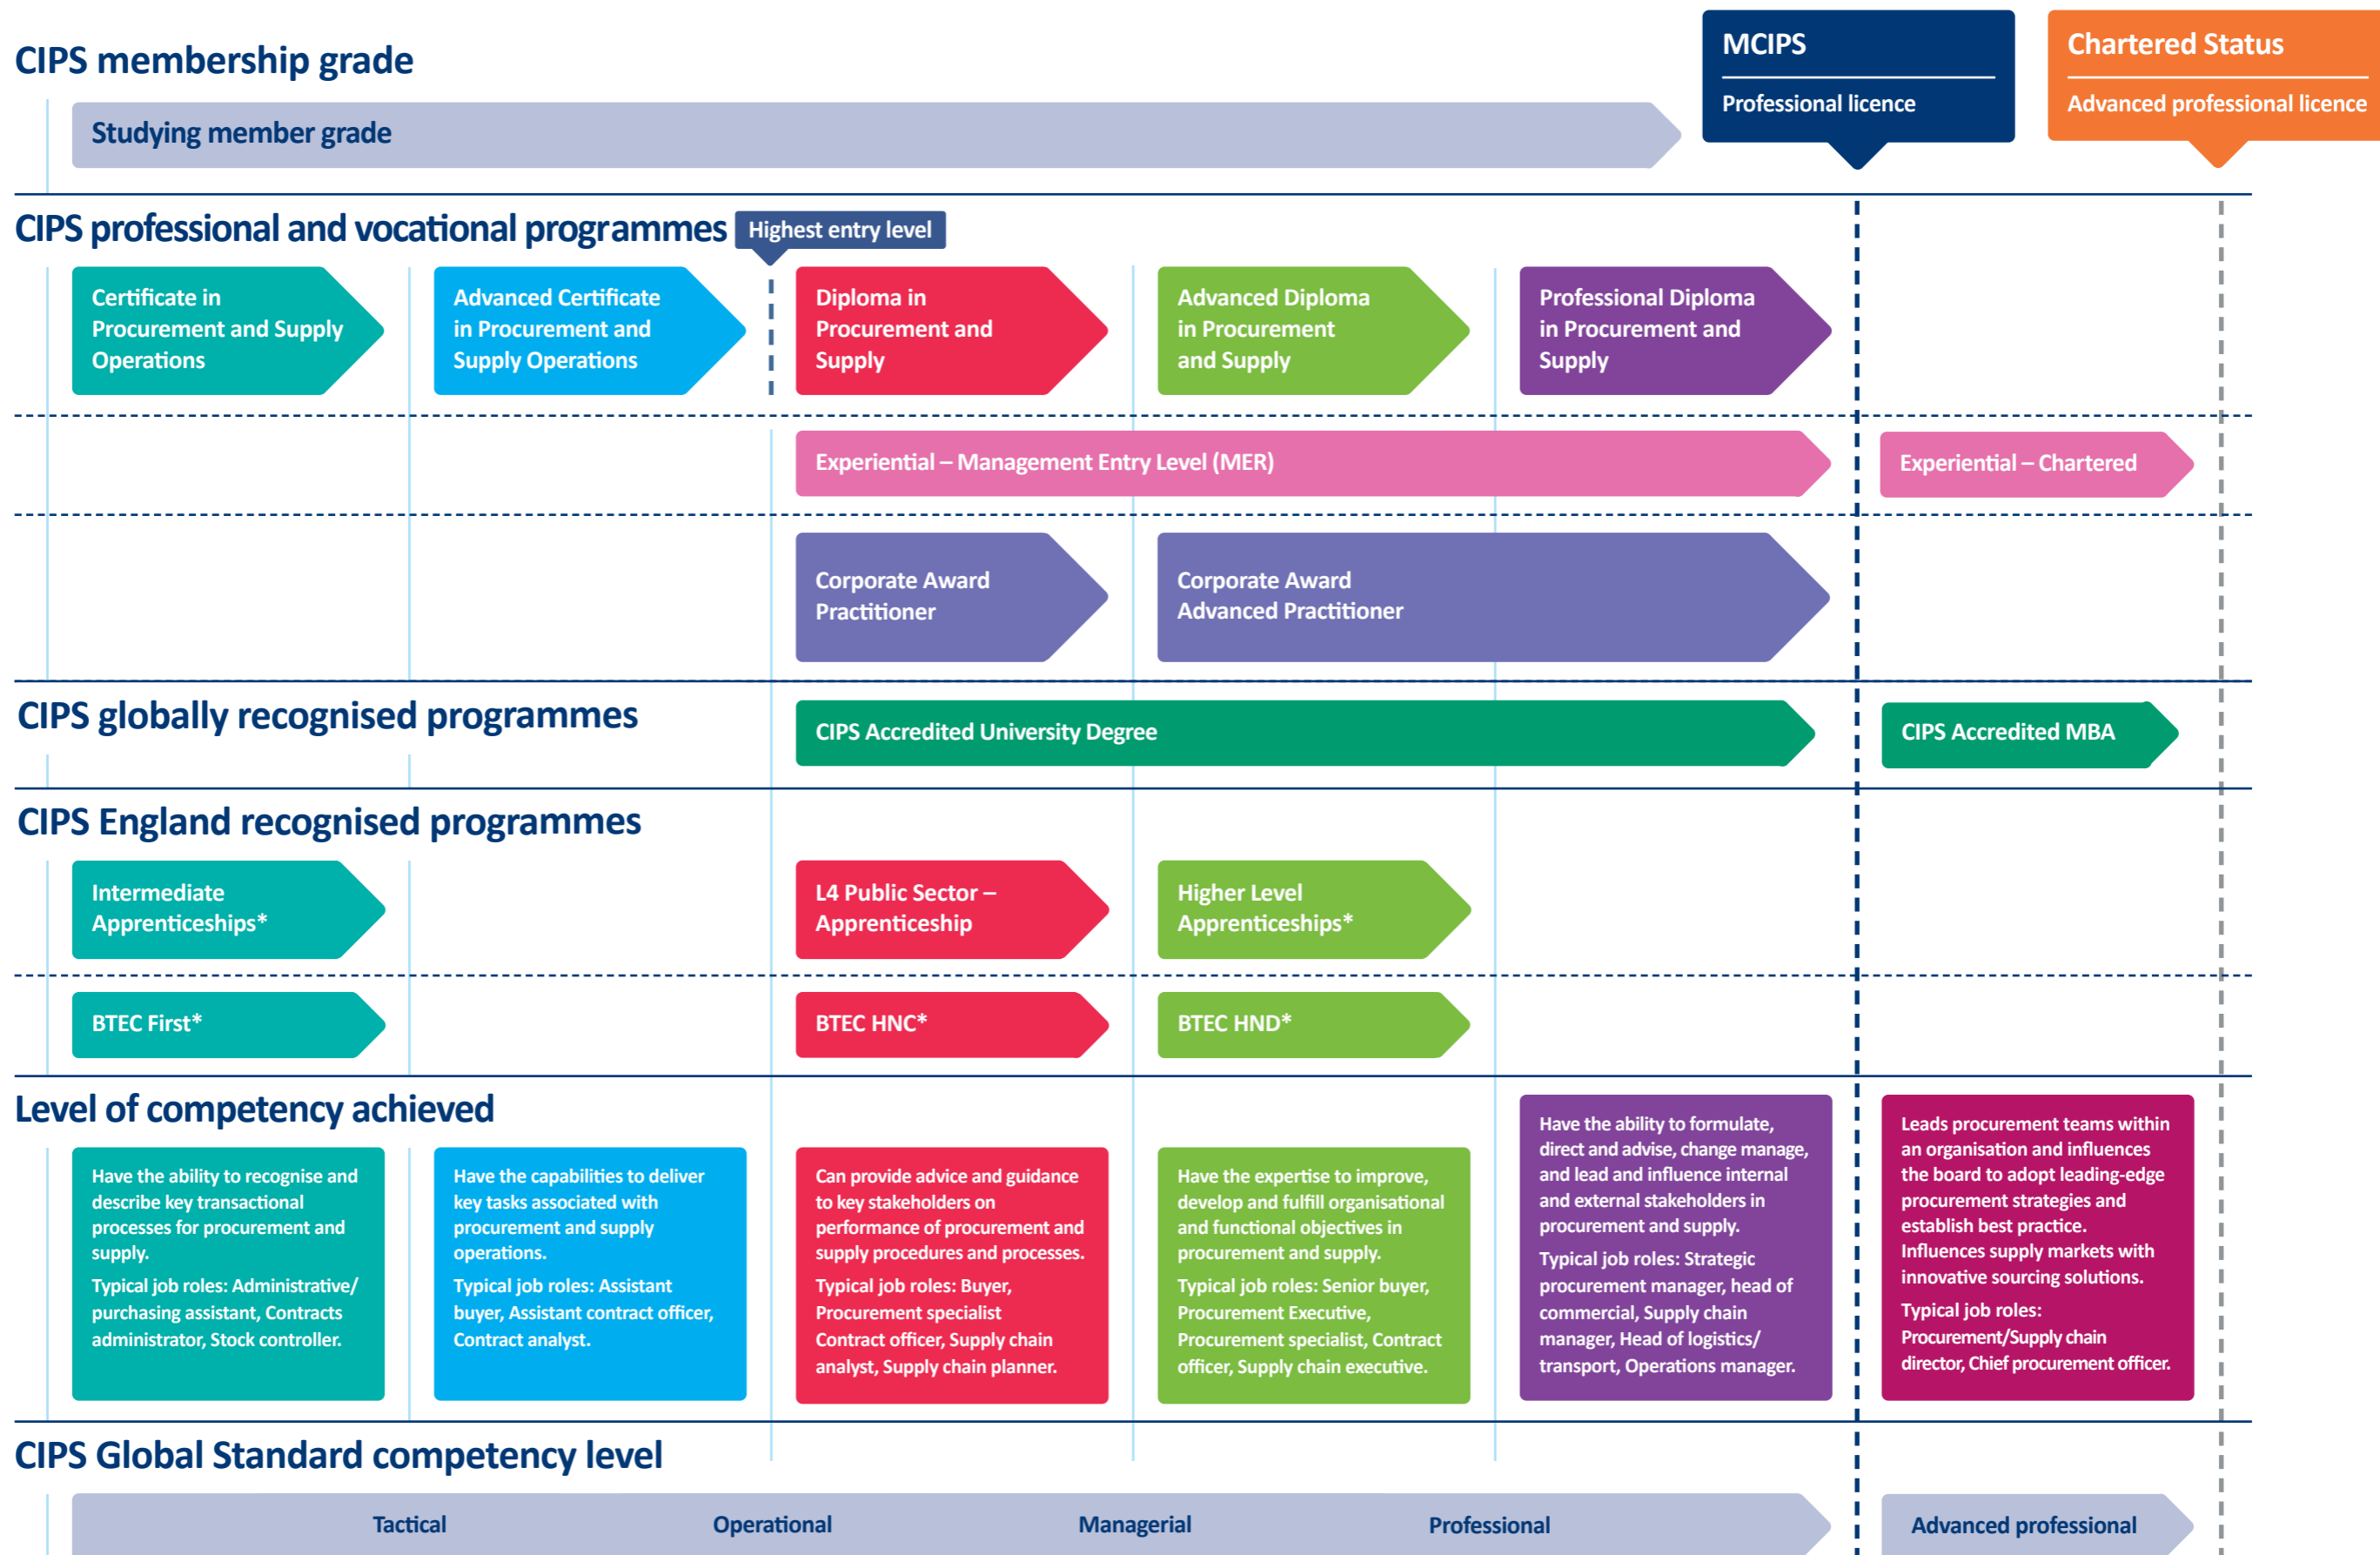 CIPS membership grade
MCIPS
Professional licence
Chartered Status
Advanced professional licence
Studying member grade
CIPS professional and vocational programmes
Highest entry level
Certificate in
Procurement and Supply
Operations
Advanced Certificate
in Procurement and
Supply Operations
Diploma in
Procurement and
Supply
Advanced Diploma
in Procurement
and Supply
Professional Diploma
in Procurement and
Supply
Experiential – Management Entry Level (MER)
Experiential – Chartered
Corporate Award
Practitioner
Corporate Award
Advanced Practitioner
CIPS globally recognised programmes
CIPS Accredited University Degree
CIPS Accredited MBA
CIPS England recognised programmes
Intermediate
Apprenticeships*
L4 Public Sector –
Apprenticeship
Higher Level
Apprenticeships*
BTEC First*
BTEC HNC*
BTEC HND*
Level of competency achieved
Have the ability to recognise and
describe key transactional
processes for procurement and
supply.
Typical job roles: Administrative/
purchasing assistant, Contracts
administrator, Stock controller.
Have the capabilities to deliver
key tasks associated with
procurement and supply
operations.
Typical job roles: Assistant
buyer, Assistant contract officer,
Contract analyst.
Can provide advice and guidance
to key stakeholders on
performance of procurement and
supply procedures and processes.
Typical job roles: Buyer,
Procurement specialist
Contract officer, Supply chain
analyst, Supply chain planner.
Have the expertise to improve,
develop and fulfill organisational
and functional objectives in
procurement and supply.
Typical job roles: Senior buyer,
Procurement Executive,
Procurement specialist, Contract
officer, Supply chain executive.
Have the ability to formulate,
direct and advise, change manage,
and lead and influence internal
and external stakeholders in
procurement and supply.
Typical job roles: Strategic
procurement manager, head of
commercial, Supply chain
manager, Head of logistics/
transport, Operations manager.
Leads procurement teams within
an organisation and influences
the board to adopt leading-edge
procurement strategies and
establish best practice.
Influences supply markets with
innovative sourcing solutions.
Typical job roles:
Procurement/Supply chain
director, Chief procurement officer.
CIPS Global Standard competency level
Tactical
Operational
Managerial
Professional
Advanced professional